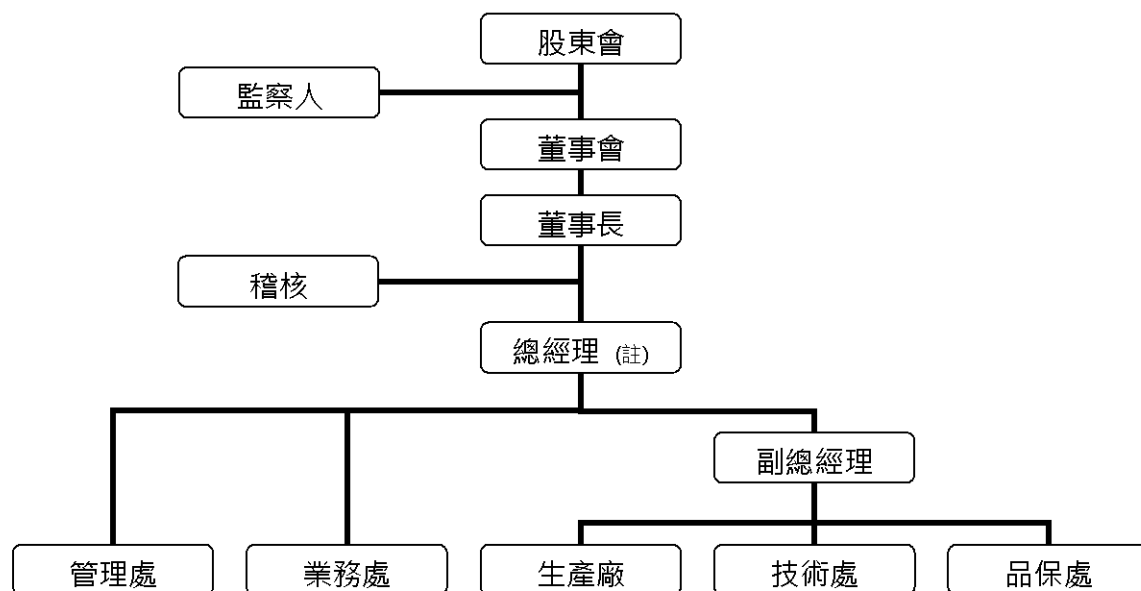 股東會
監察人
董事會
董事長
稽核
總經理 (註)
副總經理
管理處
業務處
生產廠
技術處
品保處